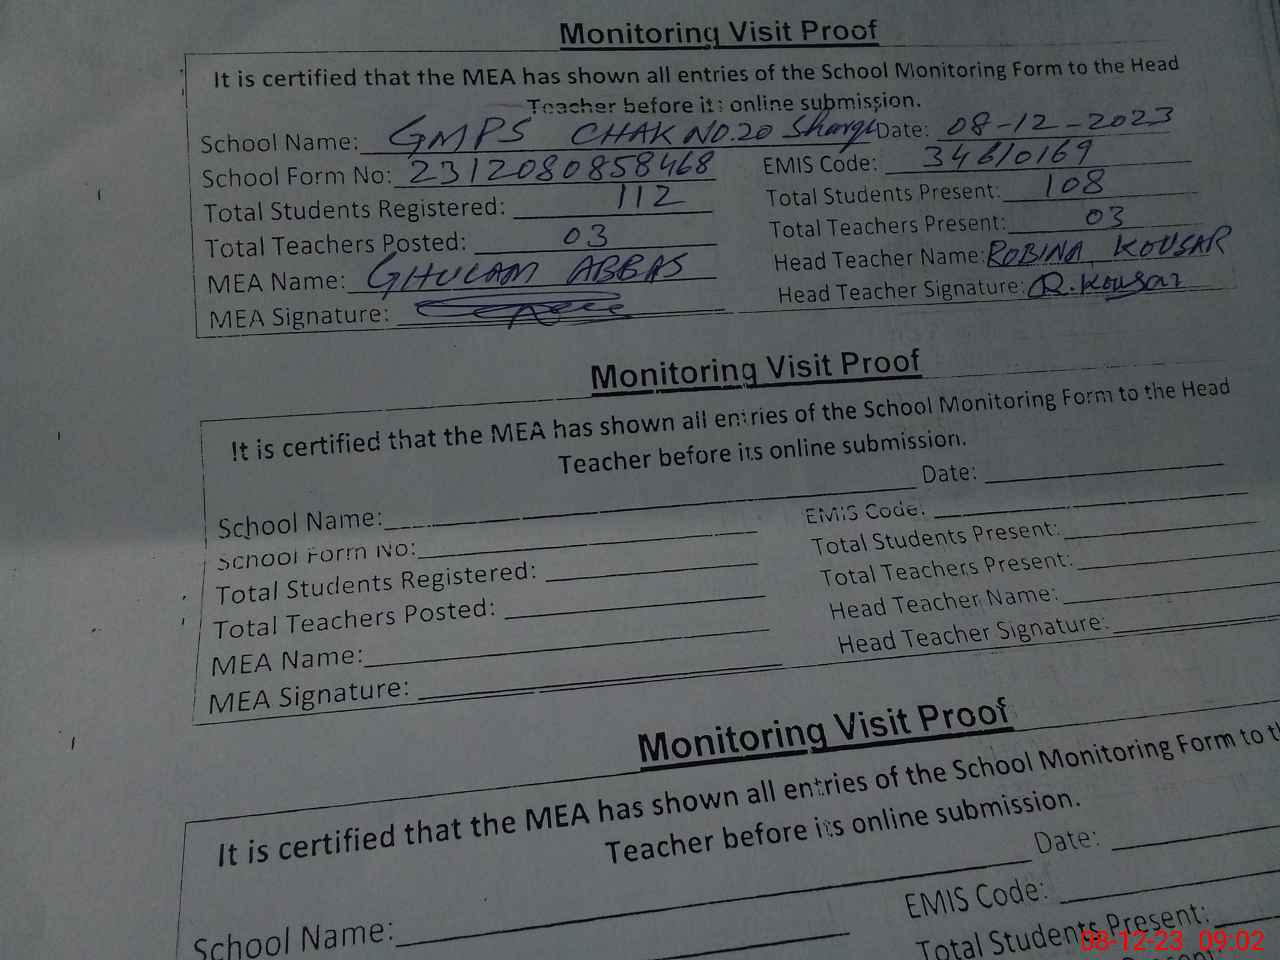 Monitoring Visit Proof
It is certified that the MEA has shown all entries of the School Monitoring Form to the Head
Teacher before its online submission.
School Name: GMPS CHAK NO.20 Sharqi Date: 08-12-2023
School Form No: 2312080858468 EMIS Code: 34610169
Total Students Registered: 112 Total Students Present: 108
Total Teachers Posted: 03 Total Teachers Present: 03
MEA Name: GHULAM ABBAS Head Teacher Name: ROBINA KOUSAR
MEA Signature: Head Teacher Signature: R.Kousar
Monitoring Visit Proof
It is certified that the MEA has shown all entries of the School Monitoring Form to the Head
Teacher before its online submission.
School Name: Date:
School Form No: EMIS Code:
Total Students Registered: Total Students Present:
Total Teachers Posted: Total Teachers Present:
MEA Name: Head Teacher Name:
MEA Signature: Head Teacher Signature:
Monitoring Visit Proof
It is certified that the MEA has shown all entries of the School Monitoring Form to
Teacher before its online submission.
School Name: Date:
EMIS Code:
Total Students Present:
08-12-23 09:02